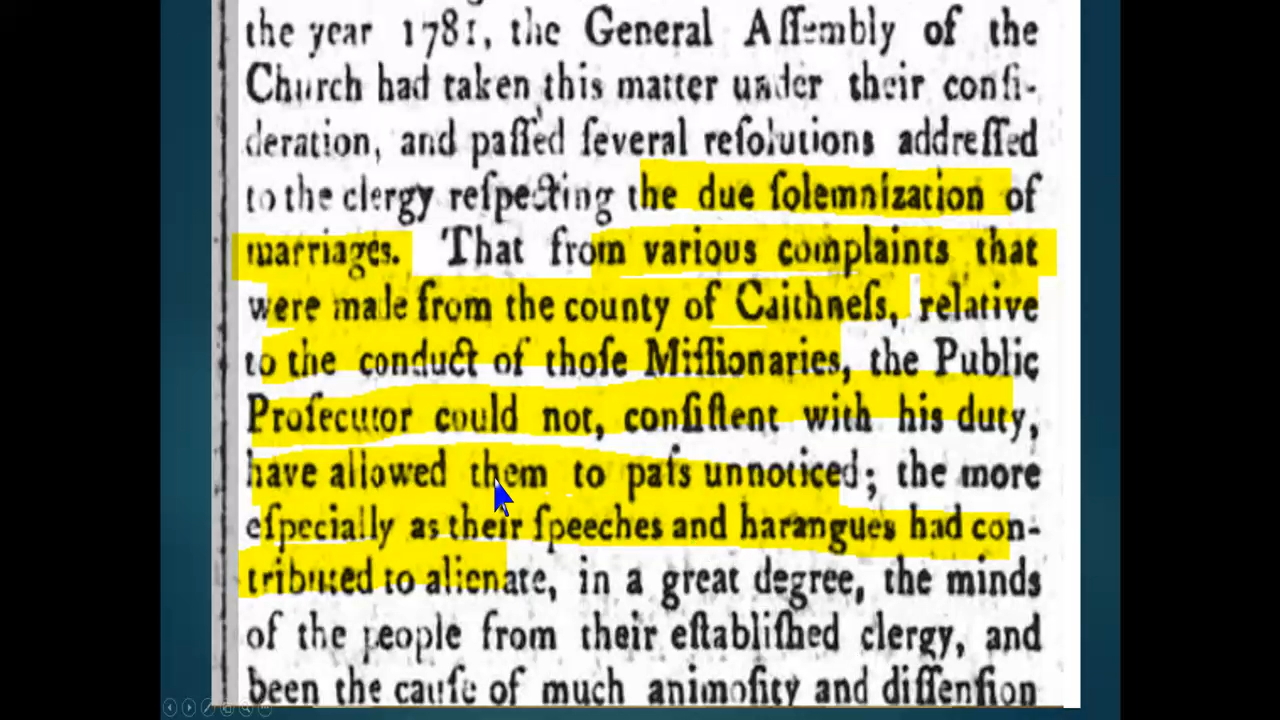 the year 1781, the General Aſſembly of the
Church had taken this matter under their conſi-
deration, and paſſed ſeveral reſolutions addreſſed
to the clergy reſpecting the due ſolemnization of
marriages. That from various complaints that
were made from the county of Caithneſs, relative
to the conduct of thoſe Miſſionaries, the Public
Proſecutor could not, conſiſtent with his duty,
have allowed them to paſs unnoticed; the more
eſpecially as their ſpeeches and harangues had con-
tributed to alienate, in a great degree, the minds
of the people from their eſtabliſhed clergy, and
been the cauſe of much animoſity and diſſenſion